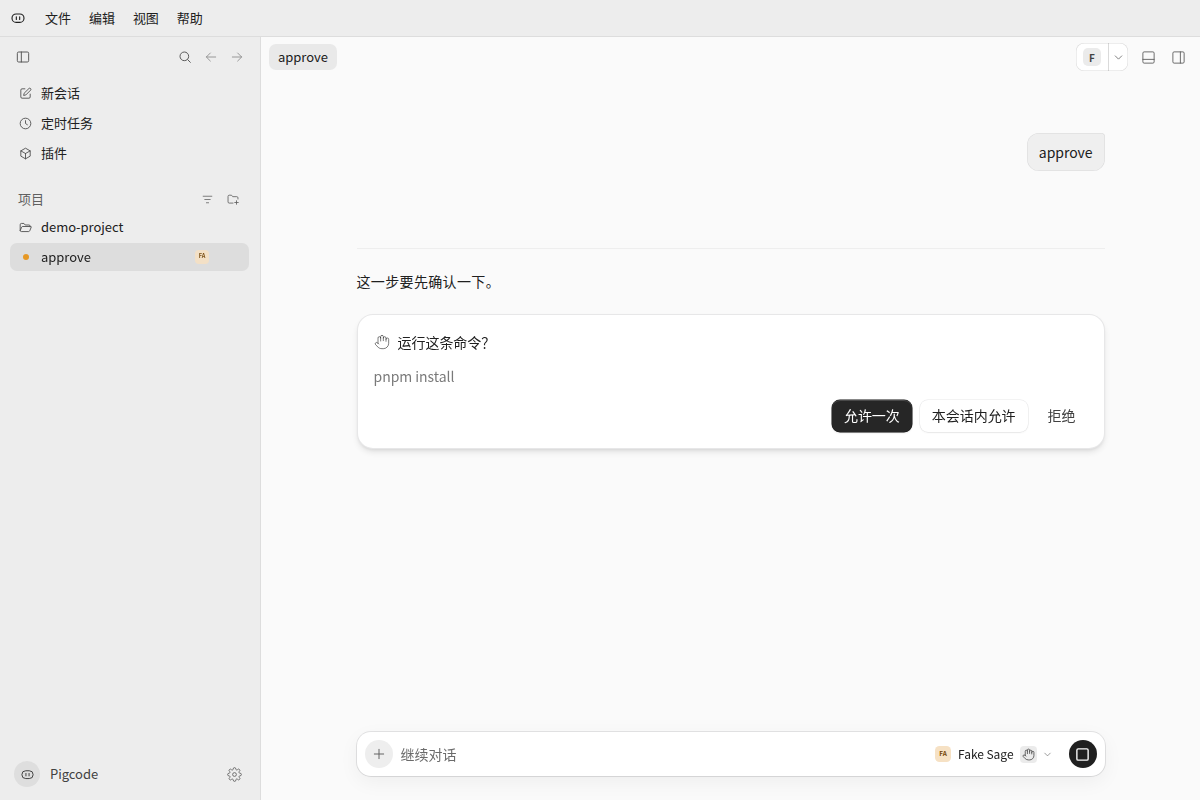 文件 编辑 视图 帮助
新会话
定时任务
插件
项目
demo-project
approve FA
Pigcode
approve
F
approve
这一步要先确认一下。
运行这条命令?
pnpm install
允许一次 本会话内允许 拒绝
继续对话
FA Fake Sage